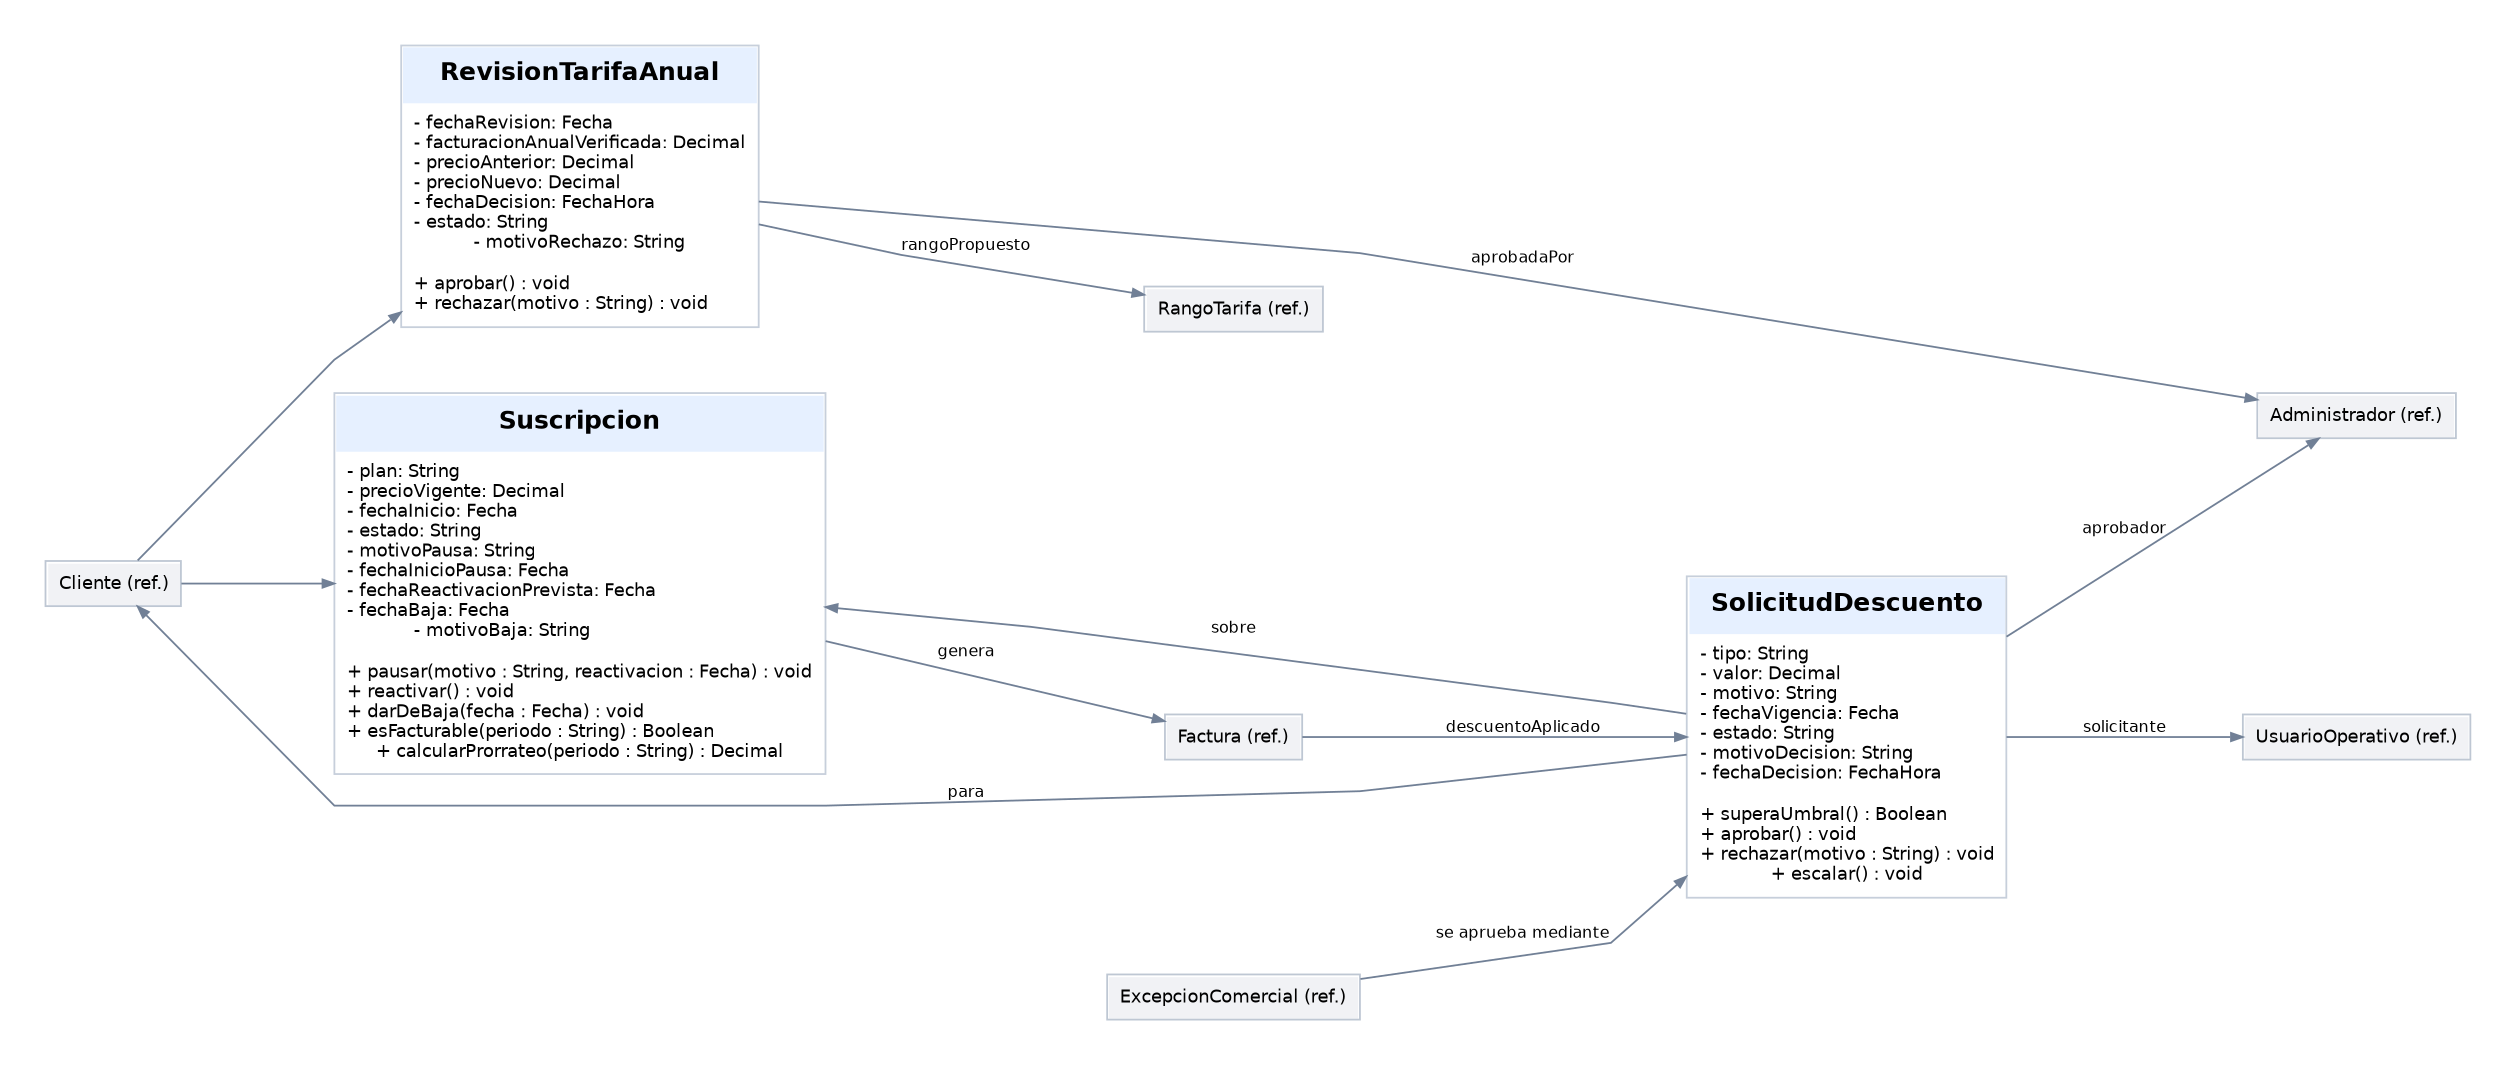 RevisionTarifaAnual
- fechaRevision: Fecha
- facturacionAnualVerificada: Decimal
- precioAnterior: Decimal
- precioNuevo: Decimal
- fechaDecision: FechaHora
- estado: String
- motivoRechazo: String
+ aprobar() : void
+ rechazar(motivo : String) : void
rangoPropuesto
aprobadaPor
RangoTarifa (ref.)
Administrador (ref.)
Suscripcion
- plan: String
- precioVigente: Decimal
- fechaInicio: Fecha
- estado: String
- motivoPausa: String
- fechaInicioPausa: Fecha
- fechaReactivacionPrevista: Fecha
- fechaBaja: Fecha
- motivoBaja: String
+ pausar(motivo : String, reactivacion : Fecha) : void
+ reactivar() : void
+ darDeBaja(fecha : Fecha) : void
+ esFacturable(periodo : String) : Boolean
+ calcularProrrateo(periodo : String) : Decimal
Cliente (ref.)
aprobador
sobre
genera
Factura (ref.)
descuentoAplicado
para
SolicitudDescuento
- tipo: String
- valor: Decimal
- motivo: String
- fechaVigencia: Fecha
- estado: String
- motivoDecision: String
- fechaDecision: FechaHora
+ superaUmbral() : Boolean
+ aprobar() : void
+ rechazar(motivo : String) : void
+ escalar() : void
solicitante
UsuarioOperativo (ref.)
se aprueba mediante
ExcepcionComercial (ref.)